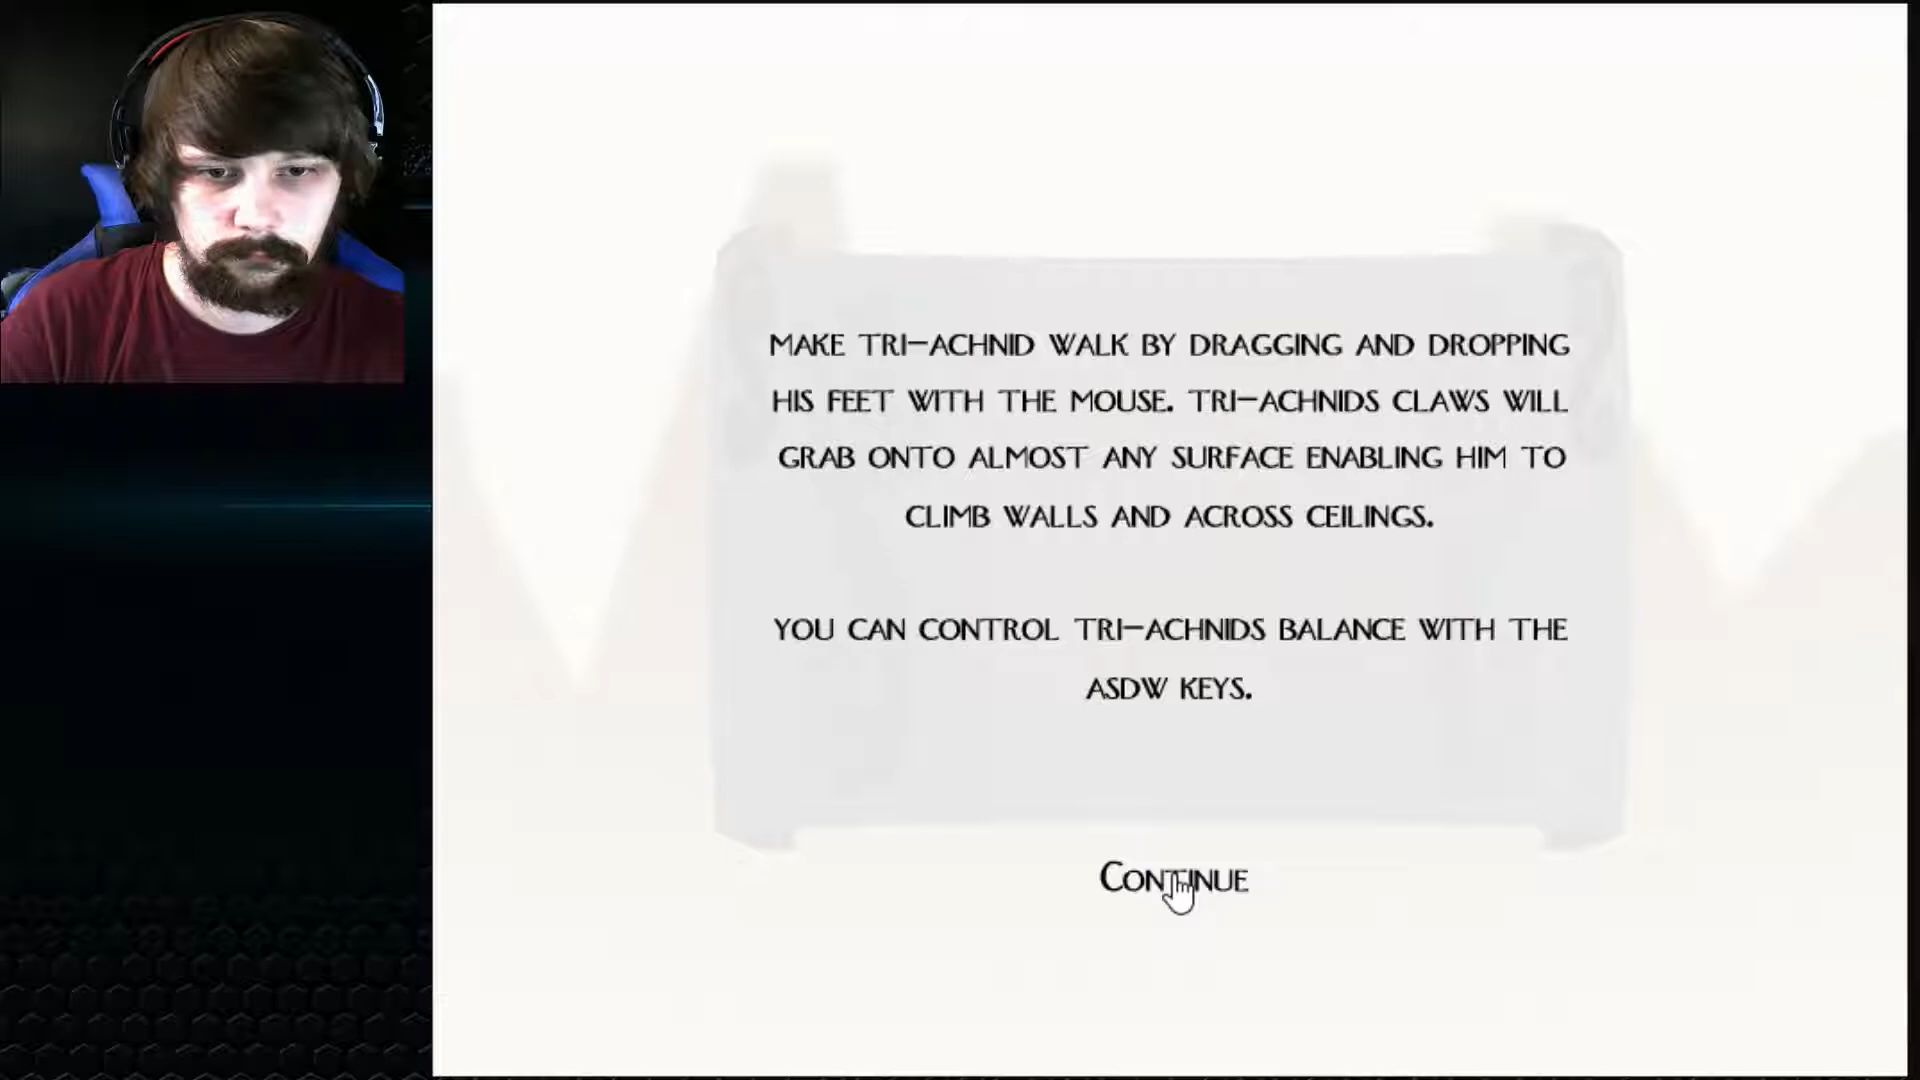 MAKE TRI-ACHNID WALK BY DRAGGING AND DROPPING
HIS FEET WITH THE MOUSE. TRI-ACHNIDS CLAWS WILL
GRAB ONTO ALMOST ANY SURFACE ENABLING HIM TO
CLIMB WALLS AND ACROSS CEILINGS.
YOU CAN CONTROL TRI-ACHNIDS BALANCE WITH THE
ASDW KEYS.
CONTINUE